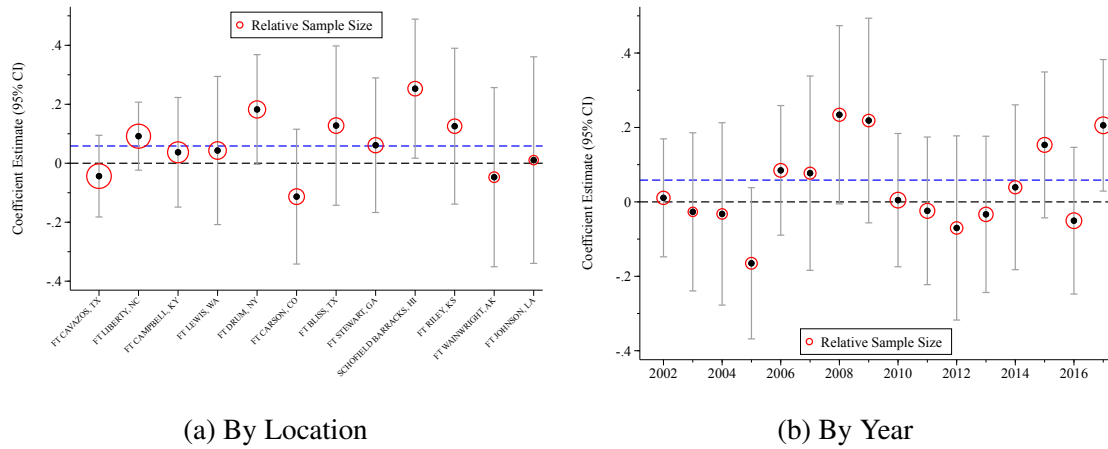 Relative Sample Size
Coefficient Estimate (95% CI)
.4
.2
0
-.2
-.4
FT CAVAZOS, TX
FT LIBERTY, NC
FT CAMPBELL, KY
FT LEWIS, WA
FT DRUM, NY
FT CARSON, CO
FT BLISS, TX
FT STEWART, GA
SCHOFIELD BARRACKS, HI
FT RILEY, KS
FT WAINWRIGHT, AK
FT JOHNSON, LA
(a) By Location
Coefficient Estimate (95% CI)
.4
.2
0
-.2
-.4
Relative Sample Size
2002 2004 2006 2008 2010 2012 2014 2016
(b) By Year